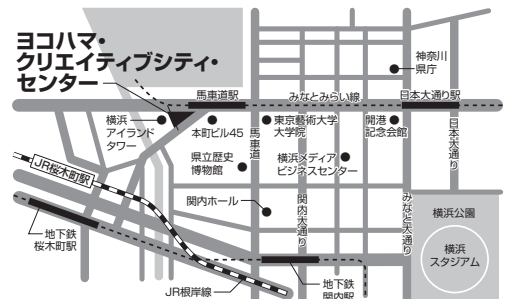 ヨコハマ・
クリエイティブシティ・
センター
神奈川
県庁
馬車道駅
みなとみらい線
日本大通り駅
横浜
アイランド
タワー
本町ビル45
馬車道
東京藝術大学
大学院
開港
記念会館
日本大通り
県立歴史
博物館
横浜メディア
ビジネスセンター
JR桜木町駅
関内ホール
関内大通り
みなと大通り
横浜公園
地下鉄
桜木町駅
横浜
スタジアム
JR根岸線
地下鉄
関内駅